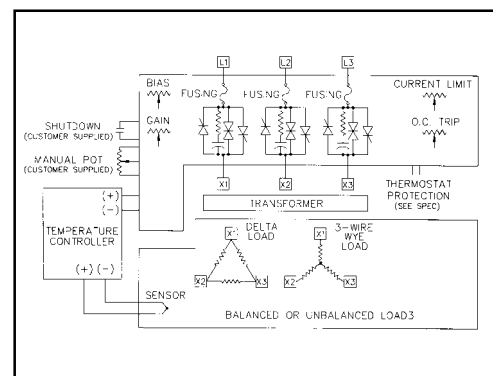 L1 L2 L3
BIAS
FUSING FUSING FUSING
CURRENT LIMIT
GAIN
O.C. TRIP
SHUTDOWN
(CUSTOMER SUPPLIED)
MANUAL POT
(CUSTOMER SUPPLIED)
X1 X2 X3
THERMOSTAT
PROTECTION
(SEE SPEC)
TRANSFORMER
(+)
(-)
TEMPERATURE
CONTROLLER
(+) (-)
SENSOR
DELTA
LOAD
X2 X3
3-WIRE
WYE
LOAD
X1
X2 X3
BALANCED OR UNBALANCED LOAD3